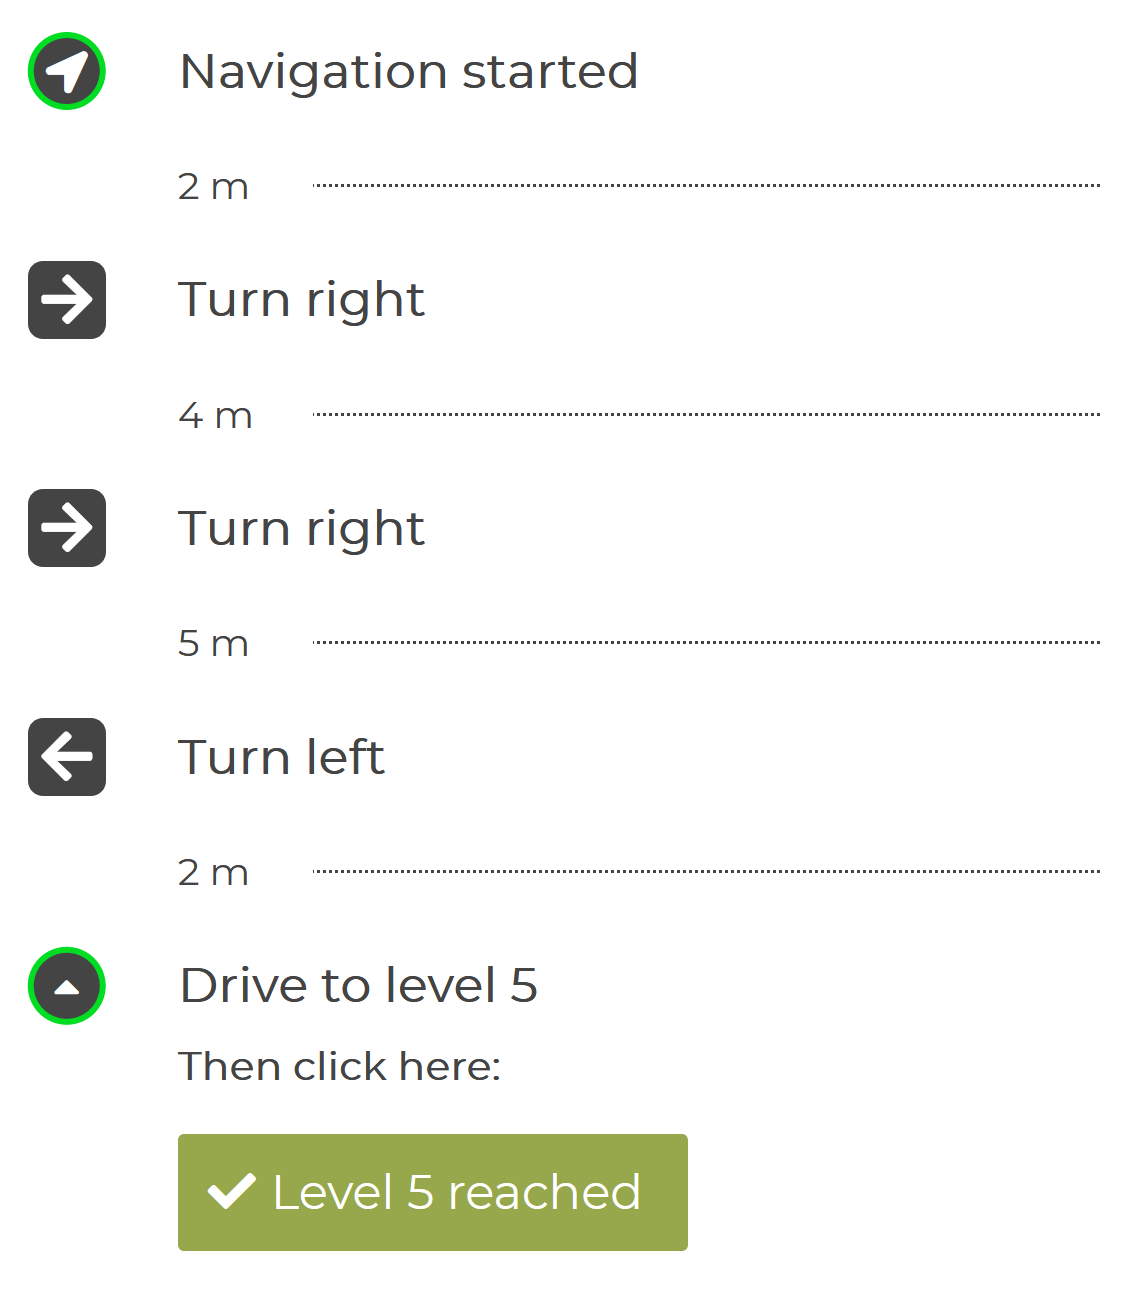 Navigation started
2 m
Turn right
4 m
Turn right
5 m
Turn left
2 m
Drive to level 5
Then click here:
Level 5 reached